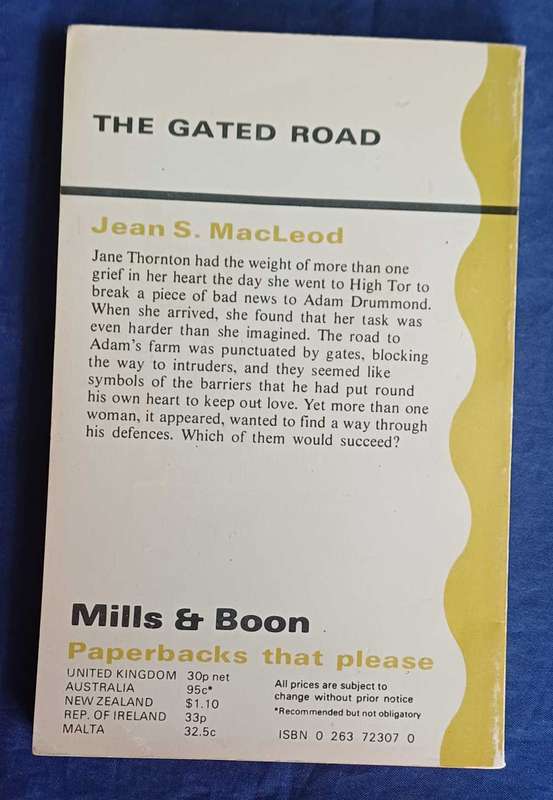 THE GATED ROAD
Jean S. MacLeod
Jane Thornton had the weight of more than one
grief in her heart the day she went to High Tor to
break a piece of bad news to Adam Drummond.
When she arrived, she found that her task was
even harder than she imagined. The road to
Adam's farm was punctuated by gates, blocking
the way to intruders, and they seemed like
symbols of the barriers that he had put round
his own heart to keep out love. Yet more than one
woman, it appeared, wanted to find a way through
his defences. Which of them would succeed?
Mills & Boon
Paperbacks that please
UNITED KINGDOM 30p net
AUSTRALIA 95c*
NEW ZEALAND $1.10
REP. OF IRELAND 33p
MALTA 32.5c
All prices are subject to
change without prior notice
*Recommended but not obligatory
ISBN 0 263 72307 0